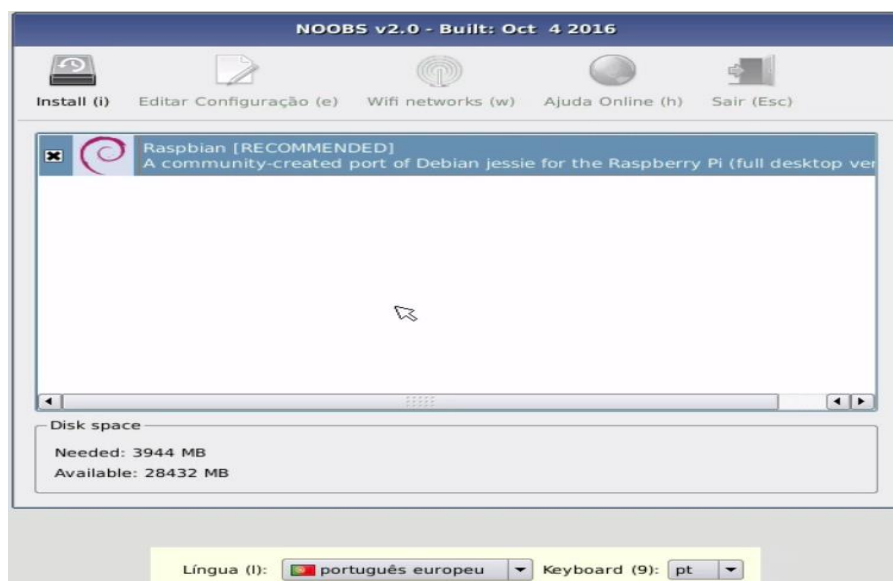 NOOBS v2.0 - Built: Oct 4 2016
Install (i) Editar Configuração (e) Wifi networks (w) Ajuda Online (h) Sair (Esc)
Raspbian [RECOMMENDED]
A community-created port of Debian jessie for the Raspberry Pi (full desktop ver
Disk space
Needed: 3944 MB
Available: 28432 MB
Língua (l): português europeu Keyboard (9): pt